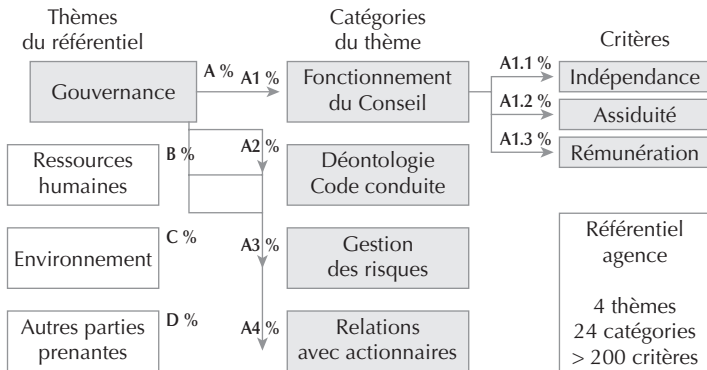 Thèmes
du référentiel
Catégories
du thème
Critères
Gouvernance
A %
A1 %
Fonctionnement
du Conseil
A1.1 %
Indépendance
A1.2 %
Assiduité
A1.3 %
Rémunération
Ressources
humaines
B %
A2 %
Déontologie
Code conduite
Environnement
C %
A3 %
Gestion
des risques
Autres parties
prenantes
D %
A4 %
Relations
avec actionnaires
Référentiel
agence
4 thèmes
24 catégories
> 200 critères